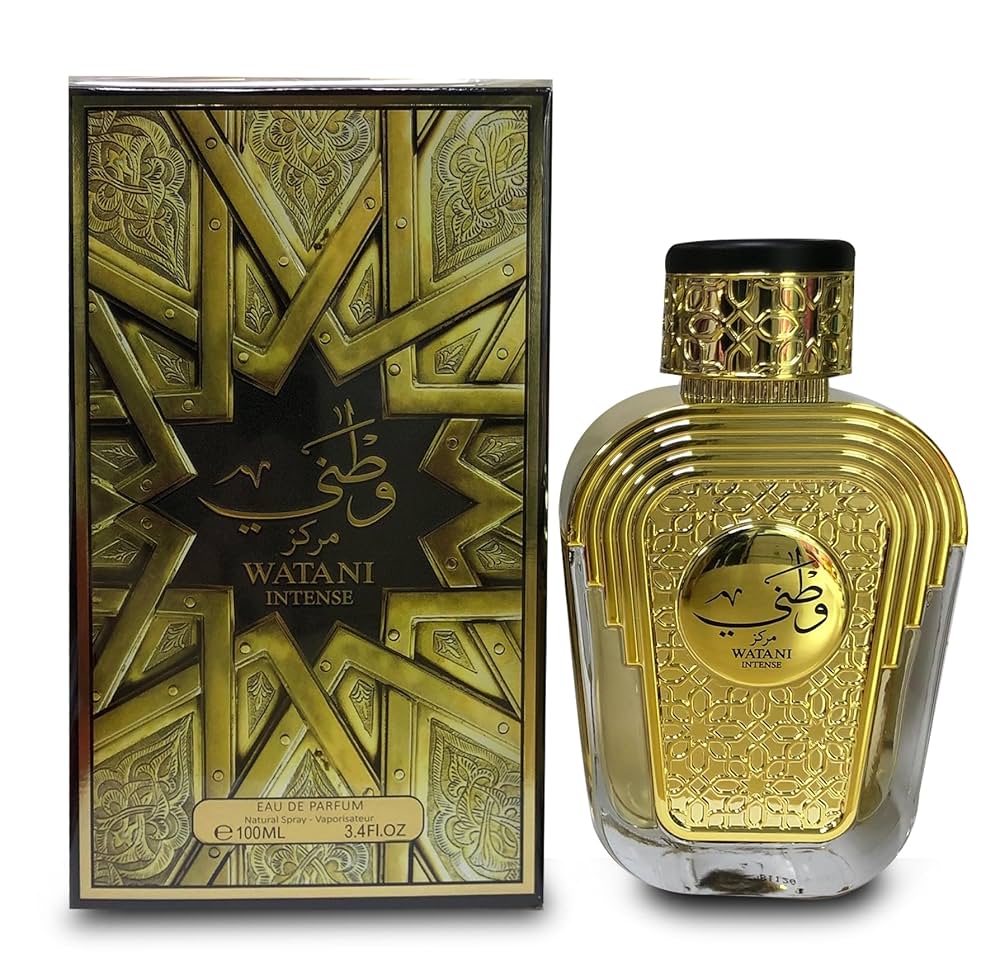 وطني
مركز
WATANI
INTENSE
EAU DE PARFUM
Natural Spray - Vaporisateur
e 100ML 3.4Fl.OZ
وطني
مركز
WATANI
INTENSE